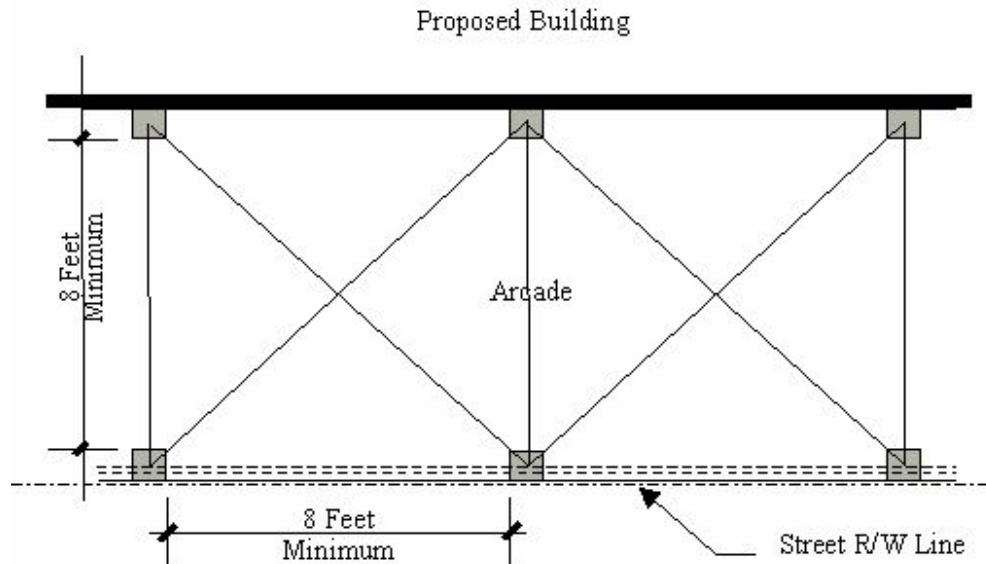 Proposed Building
8 Feet
Minimum
Arcade
8 Feet
Minimum
Street R/W Line